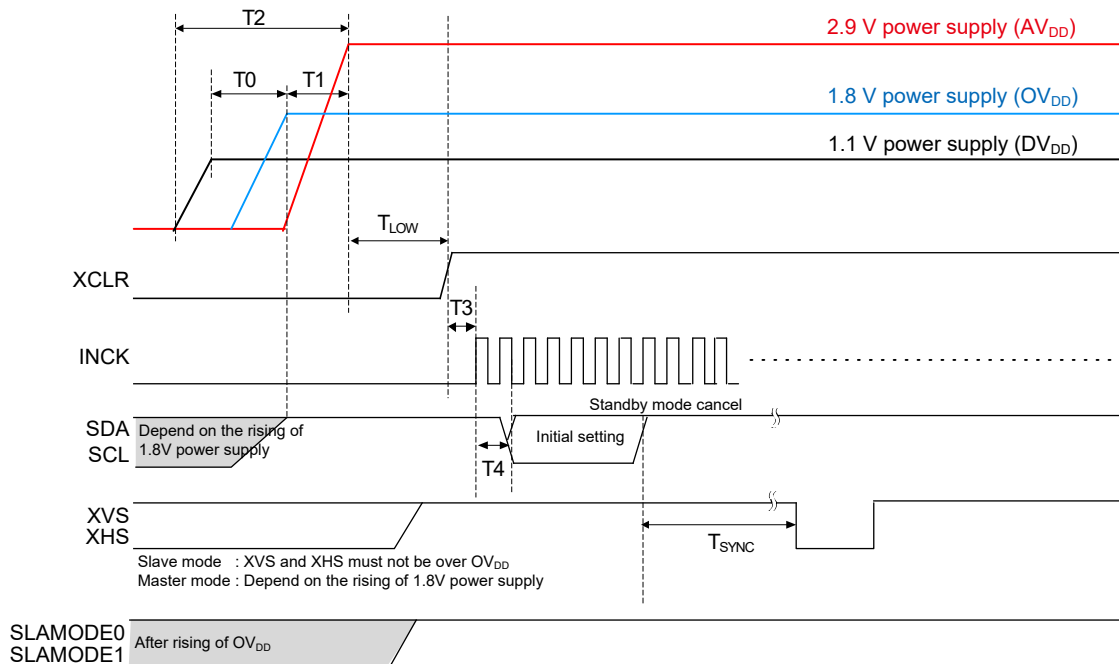 T2
2.9 V power supply (AVDD)
T0
T1
1.8 V power supply (OVDD)
1.1 V power supply (DVDD)
TLOW
XCLR
T3
INCK
Standby mode cancel
SDA
SCL
Depend on the rising of
1.8V power supply
Initial setting
T4
XVS
XHS
TSYNC
Slave mode : XVS and XHS must not be over OVDD
Master mode : Depend on the rising of 1.8V power supply
SLAMODE0
SLAMODE1
After rising of OVDD